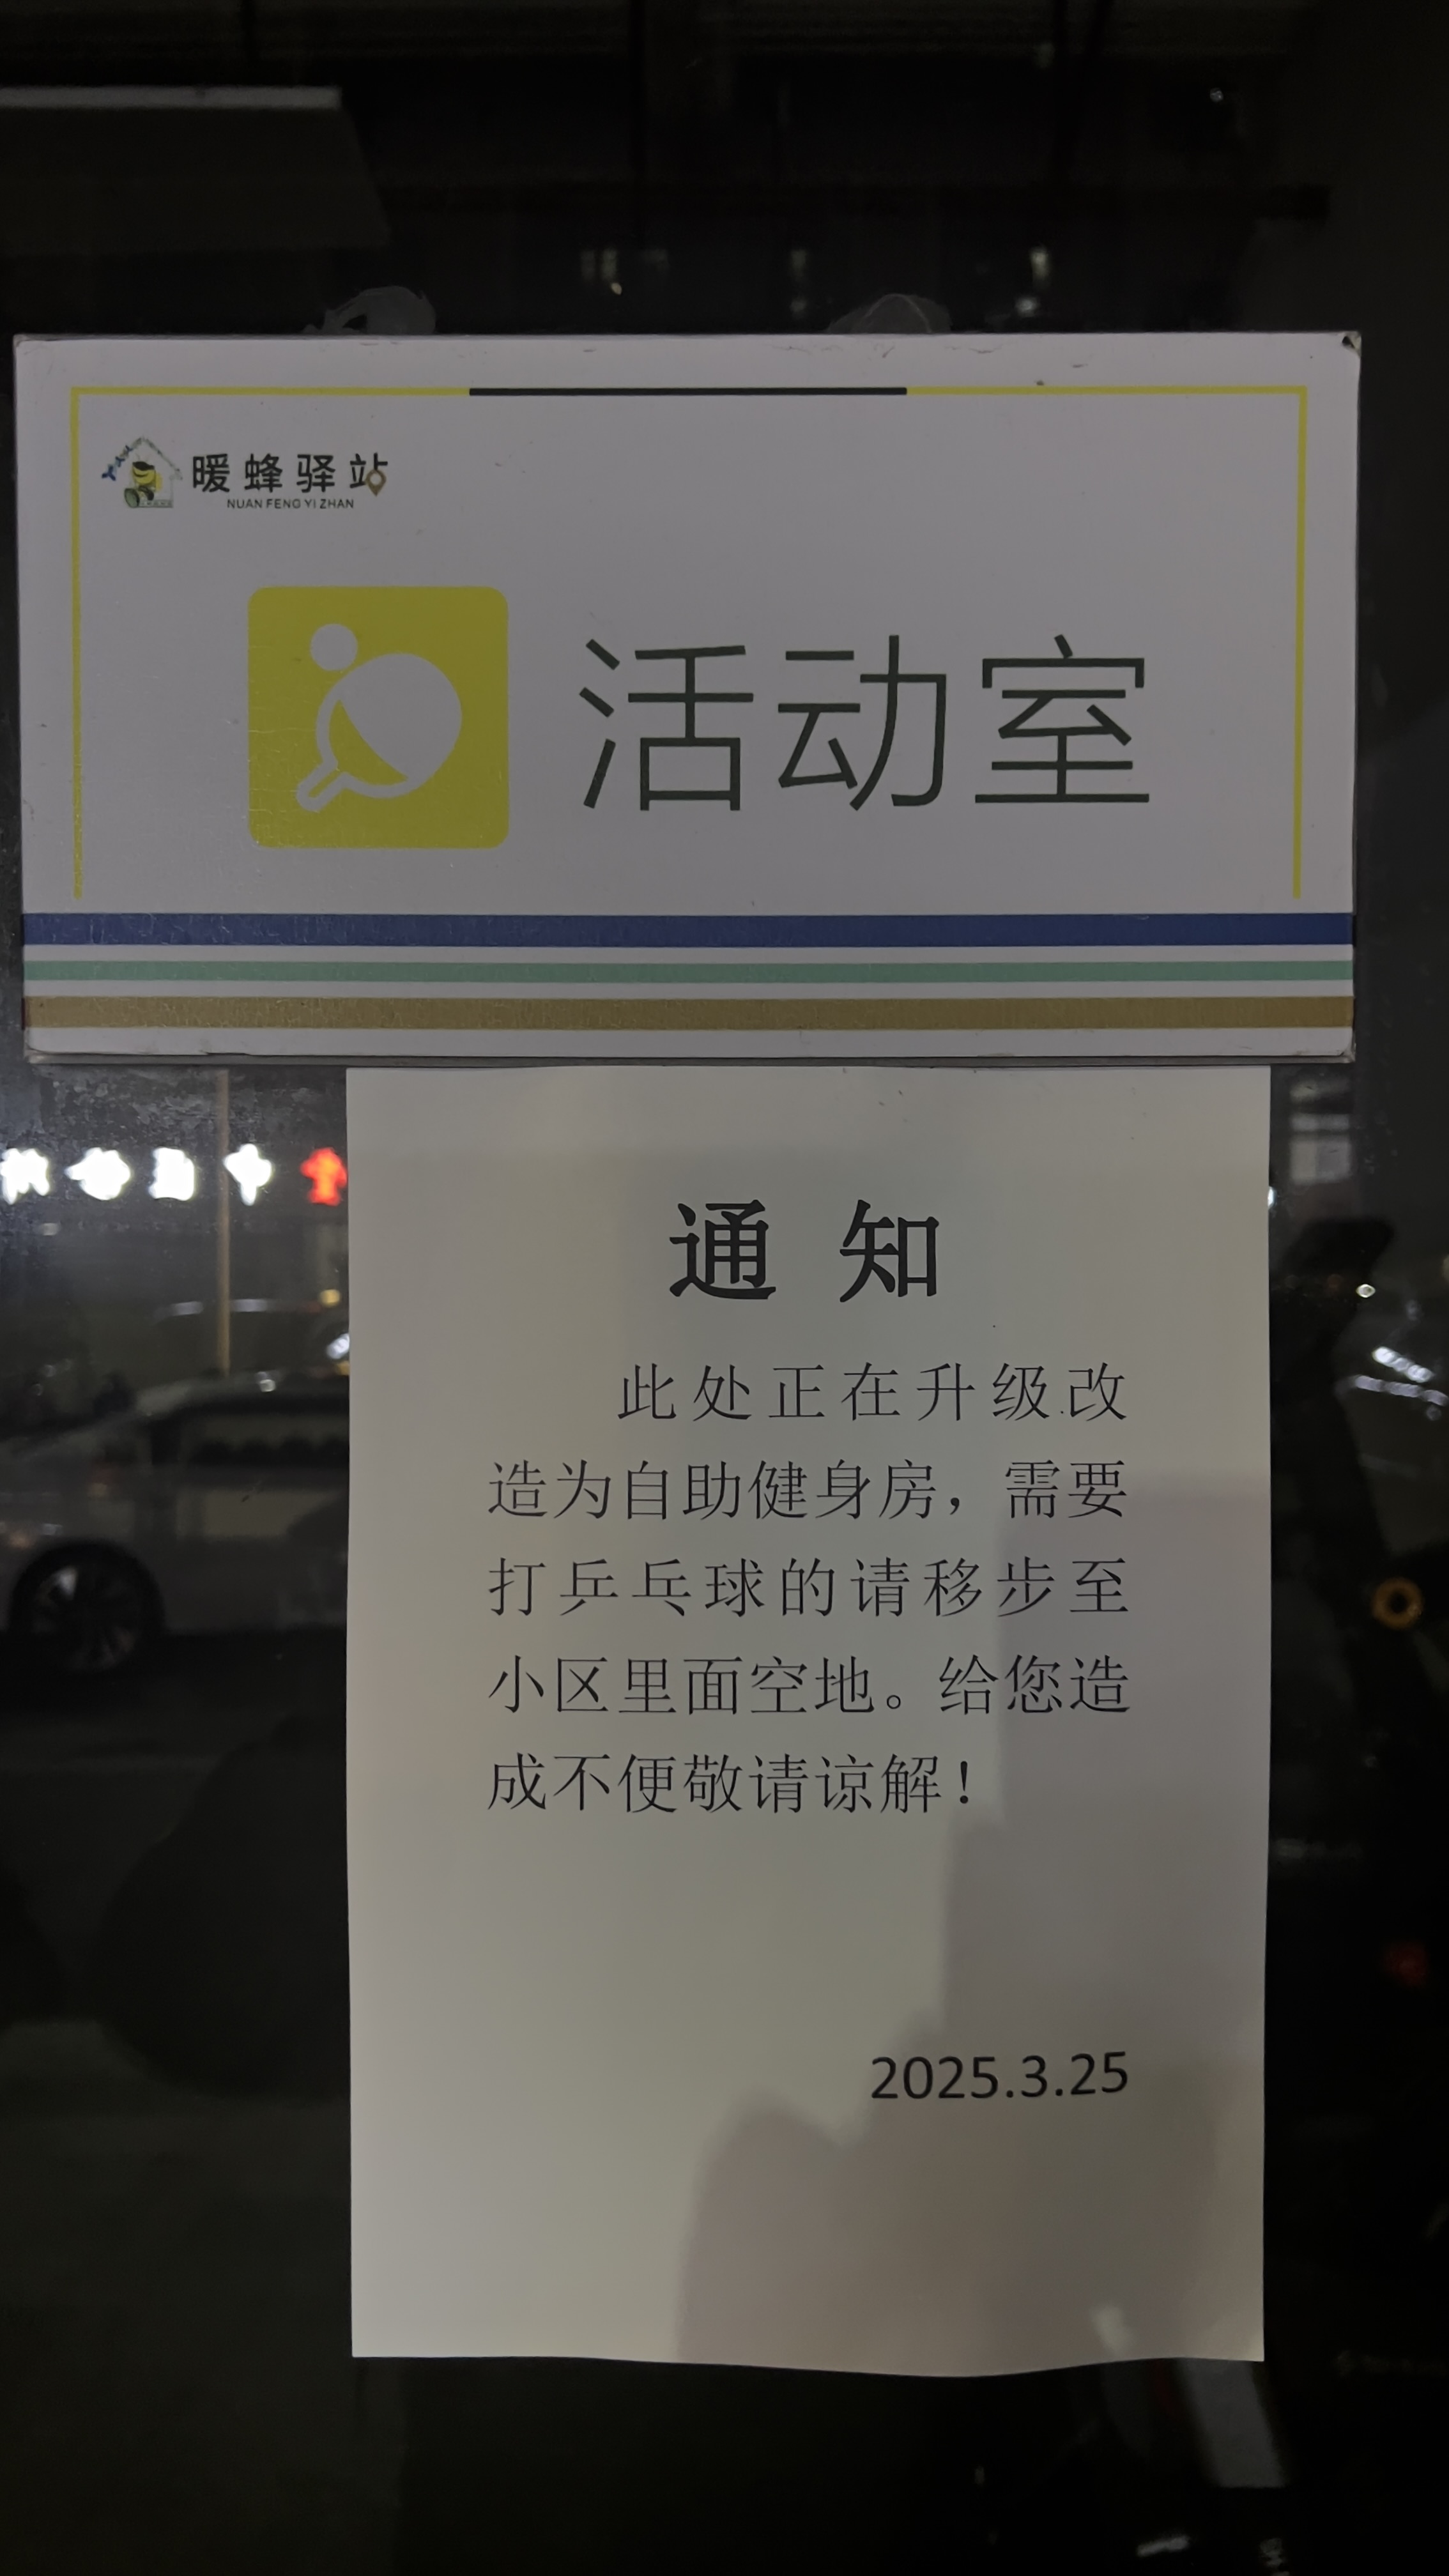 暖蜂驿站
NUAN FENG YI ZHAN
活动室
通 知
此处正在升级改
造为自助健身房，需要
打乒乓球的请移步至
小区里面空地。给您造
成不便敬请谅解！
2025.3.25